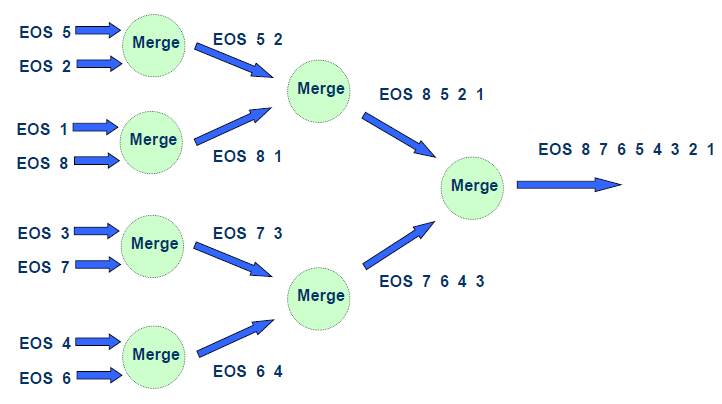 EOS 5
EOS 2
Merge
EOS 5 2
EOS 1
EOS 8
Merge
EOS 8 1
Merge
EOS 8 5 2 1
EOS 3
EOS 7
Merge
EOS 7 3
EOS 4
EOS 6
Merge
EOS 6 4
Merge
EOS 7 6 4 3
Merge
EOS 8 7 6 5 4 3 2 1